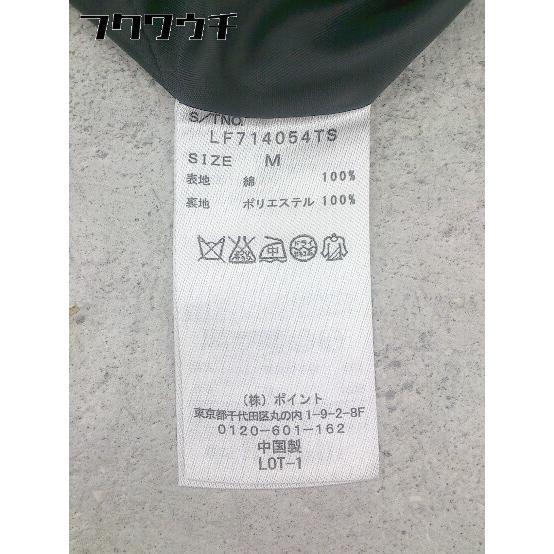 フクワウチ
S/TNO.
LF714054TS
SIZE M
表地 綿 100%
裏地 ポリエステル 100%
中
(株) ポイント
東京都千代田区丸の内1-9-2-8F
0120-601-162
中国製
LOT-1